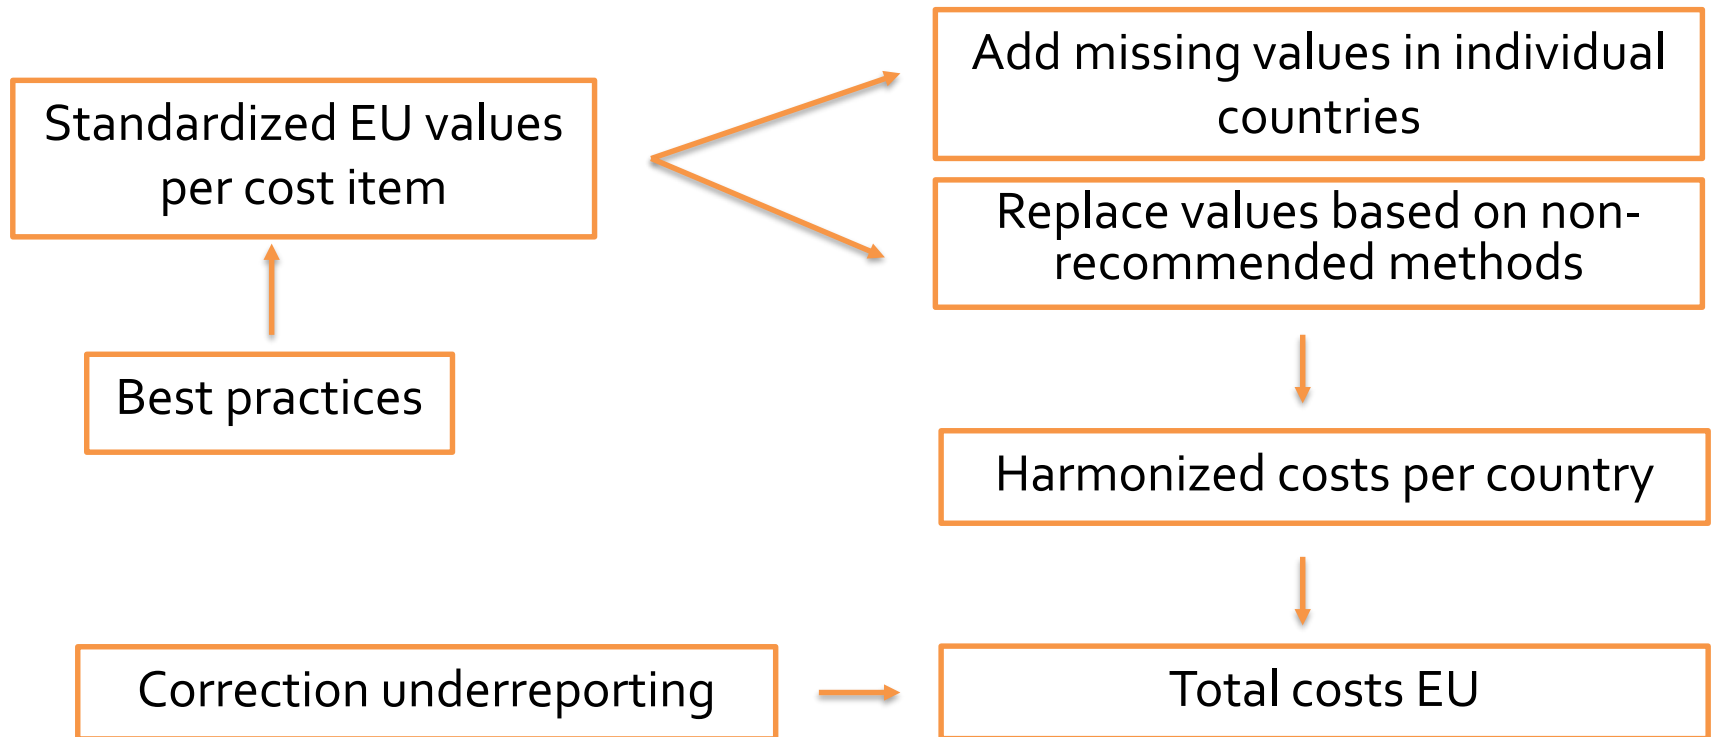 Standardized EU values
per cost item
Add missing values in individual
countries
Replace values based on non-
recommended methods
Best practices
Harmonized costs per country
Correction underreporting
Total costs EU